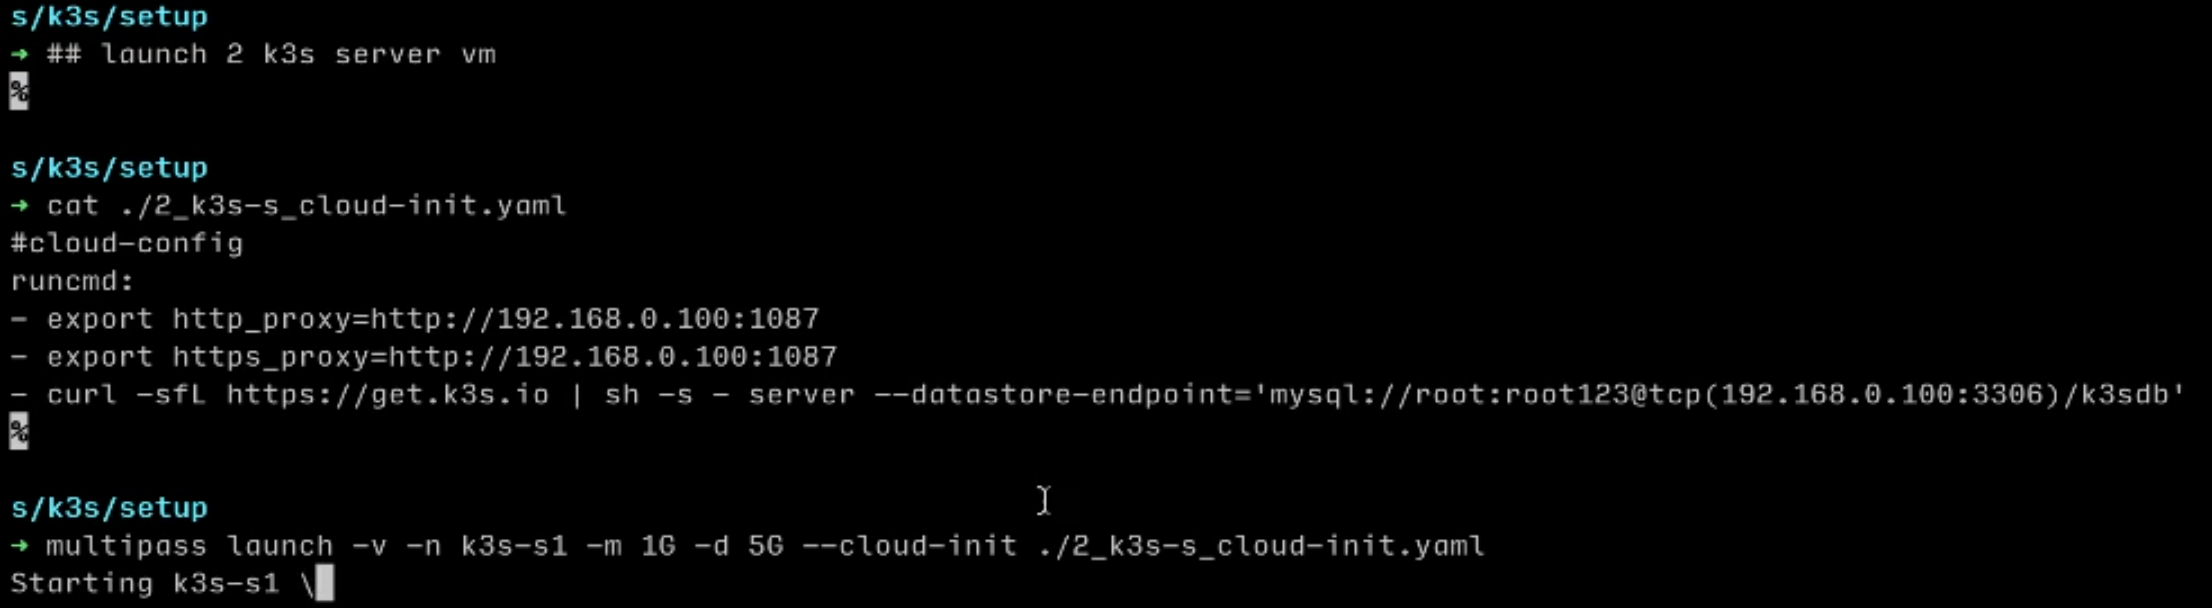 s/k3s/setup
→ ## launch 2 k3s server vm
%
s/k3s/setup
→ cat ./2_k3s-s_cloud-init.yaml
#cloud-config
runcmd:
- export http_proxy=http://192.168.0.100:1087
- export https_proxy=http://192.168.0.100:1087
- curl -sfL https://get.k3s.io | sh -s - server --datastore-endpoint='mysql://root:root123@tcp(192.168.0.100:3306)/k3sdb'
%
s/k3s/setup
→ multipass launch -v -n k3s-s1 -m 1G -d 5G --cloud-init ./2_k3s-s_cloud-init.yaml
Starting k3s-s1 \